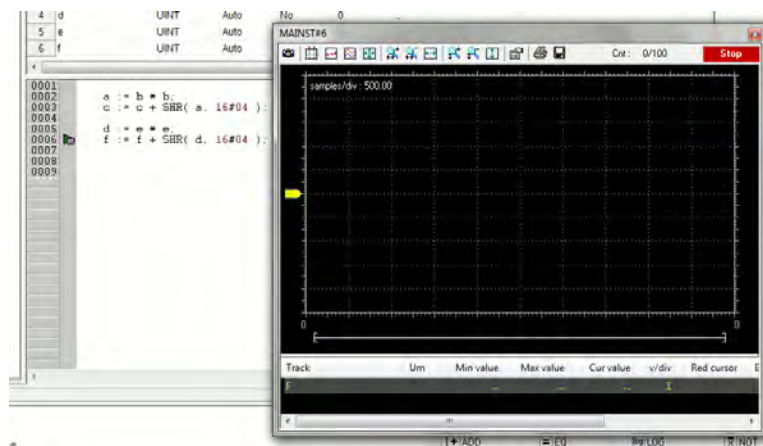 4 d UINT Auto No 0 ..
5 e UINT Auto
6 f UINT Auto
MAINST#6
Cnt: 0/100 Stop
samples/div : 500.00
0001
0002 a := b * b;
0003 c := c + SHR( a, 16#04 );
0004
0005 d := e * e;
0006 f := f + SHR( d, 16#04 );
0007
0008
0009
0 0
Track Um Min value Max value Cur value v/div Red cursor E
F ... ... ... 1
ADD EQ LOG NOT